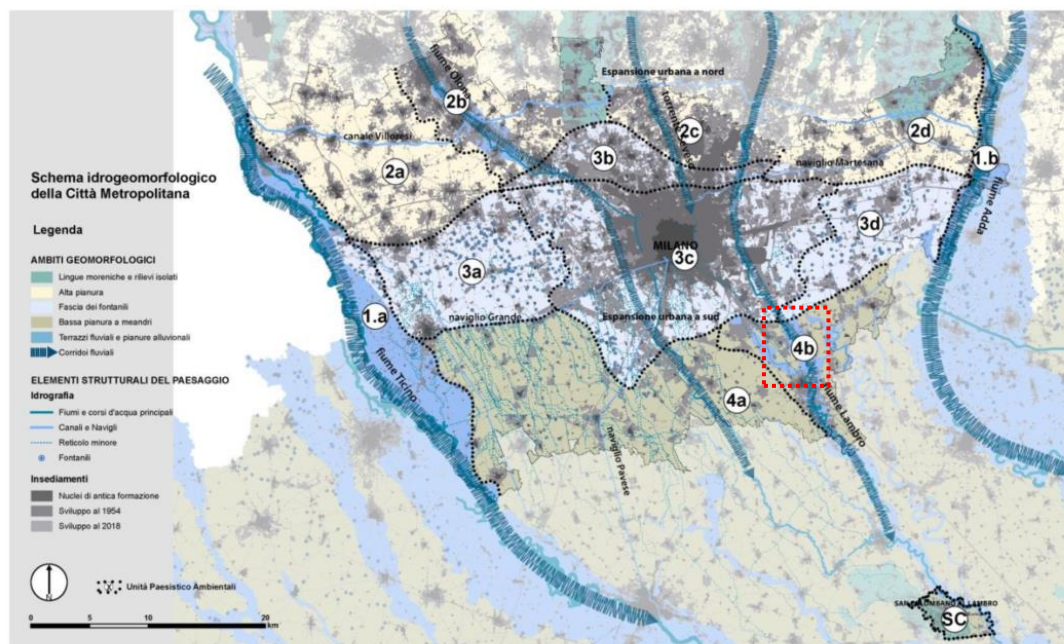 Schema idrogeomorfologico
della Città Metropolitana
Legenda
AMBITI GEOMORFOLOGICI
Lingue moreniche e rilievi isolati
Alta pianura
Fascia dei fontanili
Bassa pianura a meandri
Terrazzi fluviali e pianure alluvionali
Corridoi fluviali
ELEMENTI STRUTTURALI DEL PAESAGGIO
Idrografia
Fiumi e corsi d'acqua principali
Canali e Navigli
Reticolo minore
Fontanili
Insediamenti
Nuclei di antica formazione
Sviluppo al 1954
Sviluppo al 2018
N
Unità Paesistico Ambientali
0 5 10 20
km
fiume Olona
Espansione urbana a nord
2b
canale Villoresi
2c
2d
3b
naviglio Martesana
1.b
2a
fiume Adda
3d
MILANO
3a
3c
1.a
naviglio Grande
Espansione urbana a sud
4b
fiume Ticino
4a
fiume Lambro
naviglio Pavese
SAN COLOMBANO AL LAMBRO
SC